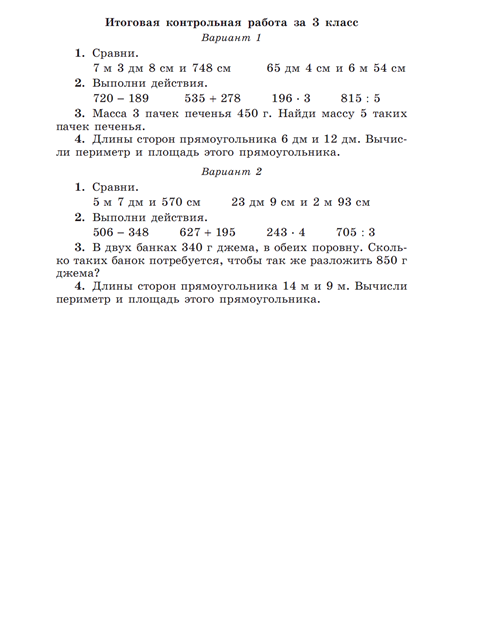 Итоговая контрольная работа за 3 класс
Вариант 1
1. Сравни.
7 м 3 дм 8 см и 748 см 65 дм 4 см и 6 м 54 см
2. Выполни действия.
720 − 189 535 + 278 196 · 3 815 : 5
3. Масса 3 пачек печенья 450 г. Найди массу 5 таких
пачек печенья.
4. Длины сторон прямоугольника 6 дм и 12 дм. Вычис-
ли периметр и площадь этого прямоугольника.
Вариант 2
1. Сравни.
5 м 7 дм и 570 см 23 дм 9 см и 2 м 93 см
2. Выполни действия.
506 − 348 627 + 195 243 · 4 705 : 3
3. В двух банках 340 г джема, в обеих поровну. Сколь-
ко таких банок потребуется, чтобы так же разложить 850 г
джема?
4. Длины сторон прямоугольника 14 м и 9 м. Вычисли
периметр и площадь этого прямоугольника.